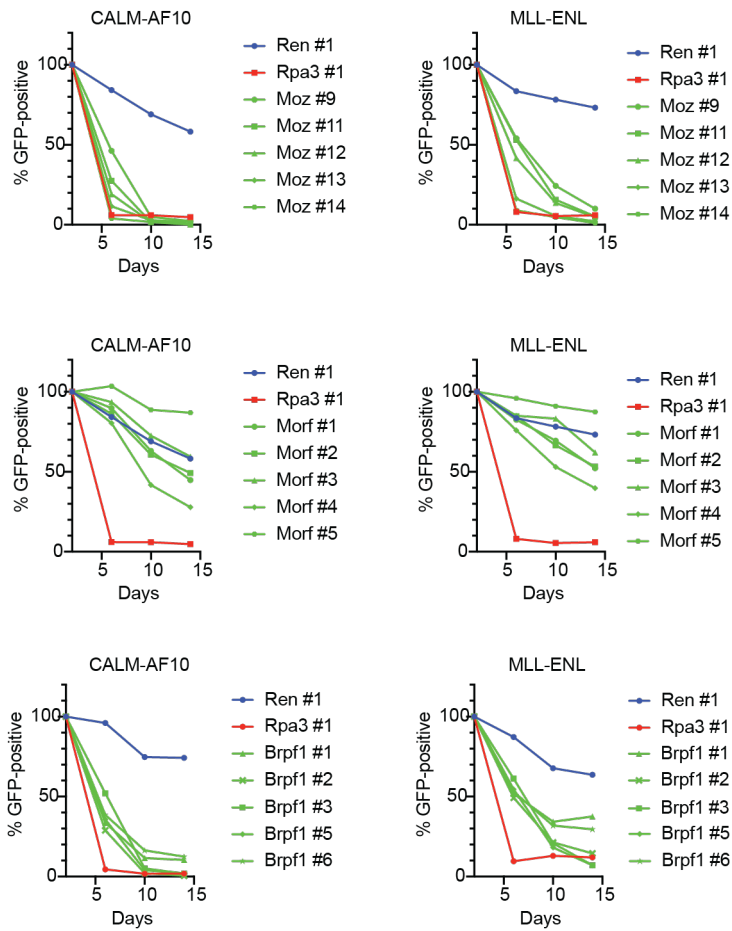 CALM-AF10
% GFP-positive
100
50
0
5
10
15
Days
Ren #1
Rpa3 #1
Moz #9
Moz #11
Moz #12
Moz #13
Moz #14
MLL-ENL
% GFP-positive
100
50
0
5
10
15
Days
Ren #1
Rpa3 #1
Moz #9
Moz #11
Moz #12
Moz #13
Moz #14
CALM-AF10
% GFP-positive
100
50
0
5
10
15
Days
Ren #1
Rpa3 #1
Morf #1
Morf #2
Morf #3
Morf #4
Morf #5
MLL-ENL
% GFP-positive
100
50
0
5
10
15
Days
Ren #1
Rpa3 #1
Morf #1
Morf #2
Morf #3
Morf #4
Morf #5
CALM-AF10
% GFP-positive
100
50
0
5
10
15
Days
Ren #1
Rpa3 #1
Brpf1 #1
Brpf1 #2
Brpf1 #3
Brpf1 #5
Brpf1 #6
MLL-ENL
% GFP-positive
100
50
0
5
10
15
Days
Ren #1
Rpa3 #1
Brpf1 #1
Brpf1 #2
Brpf1 #3
Brpf1 #5
Brpf1 #6